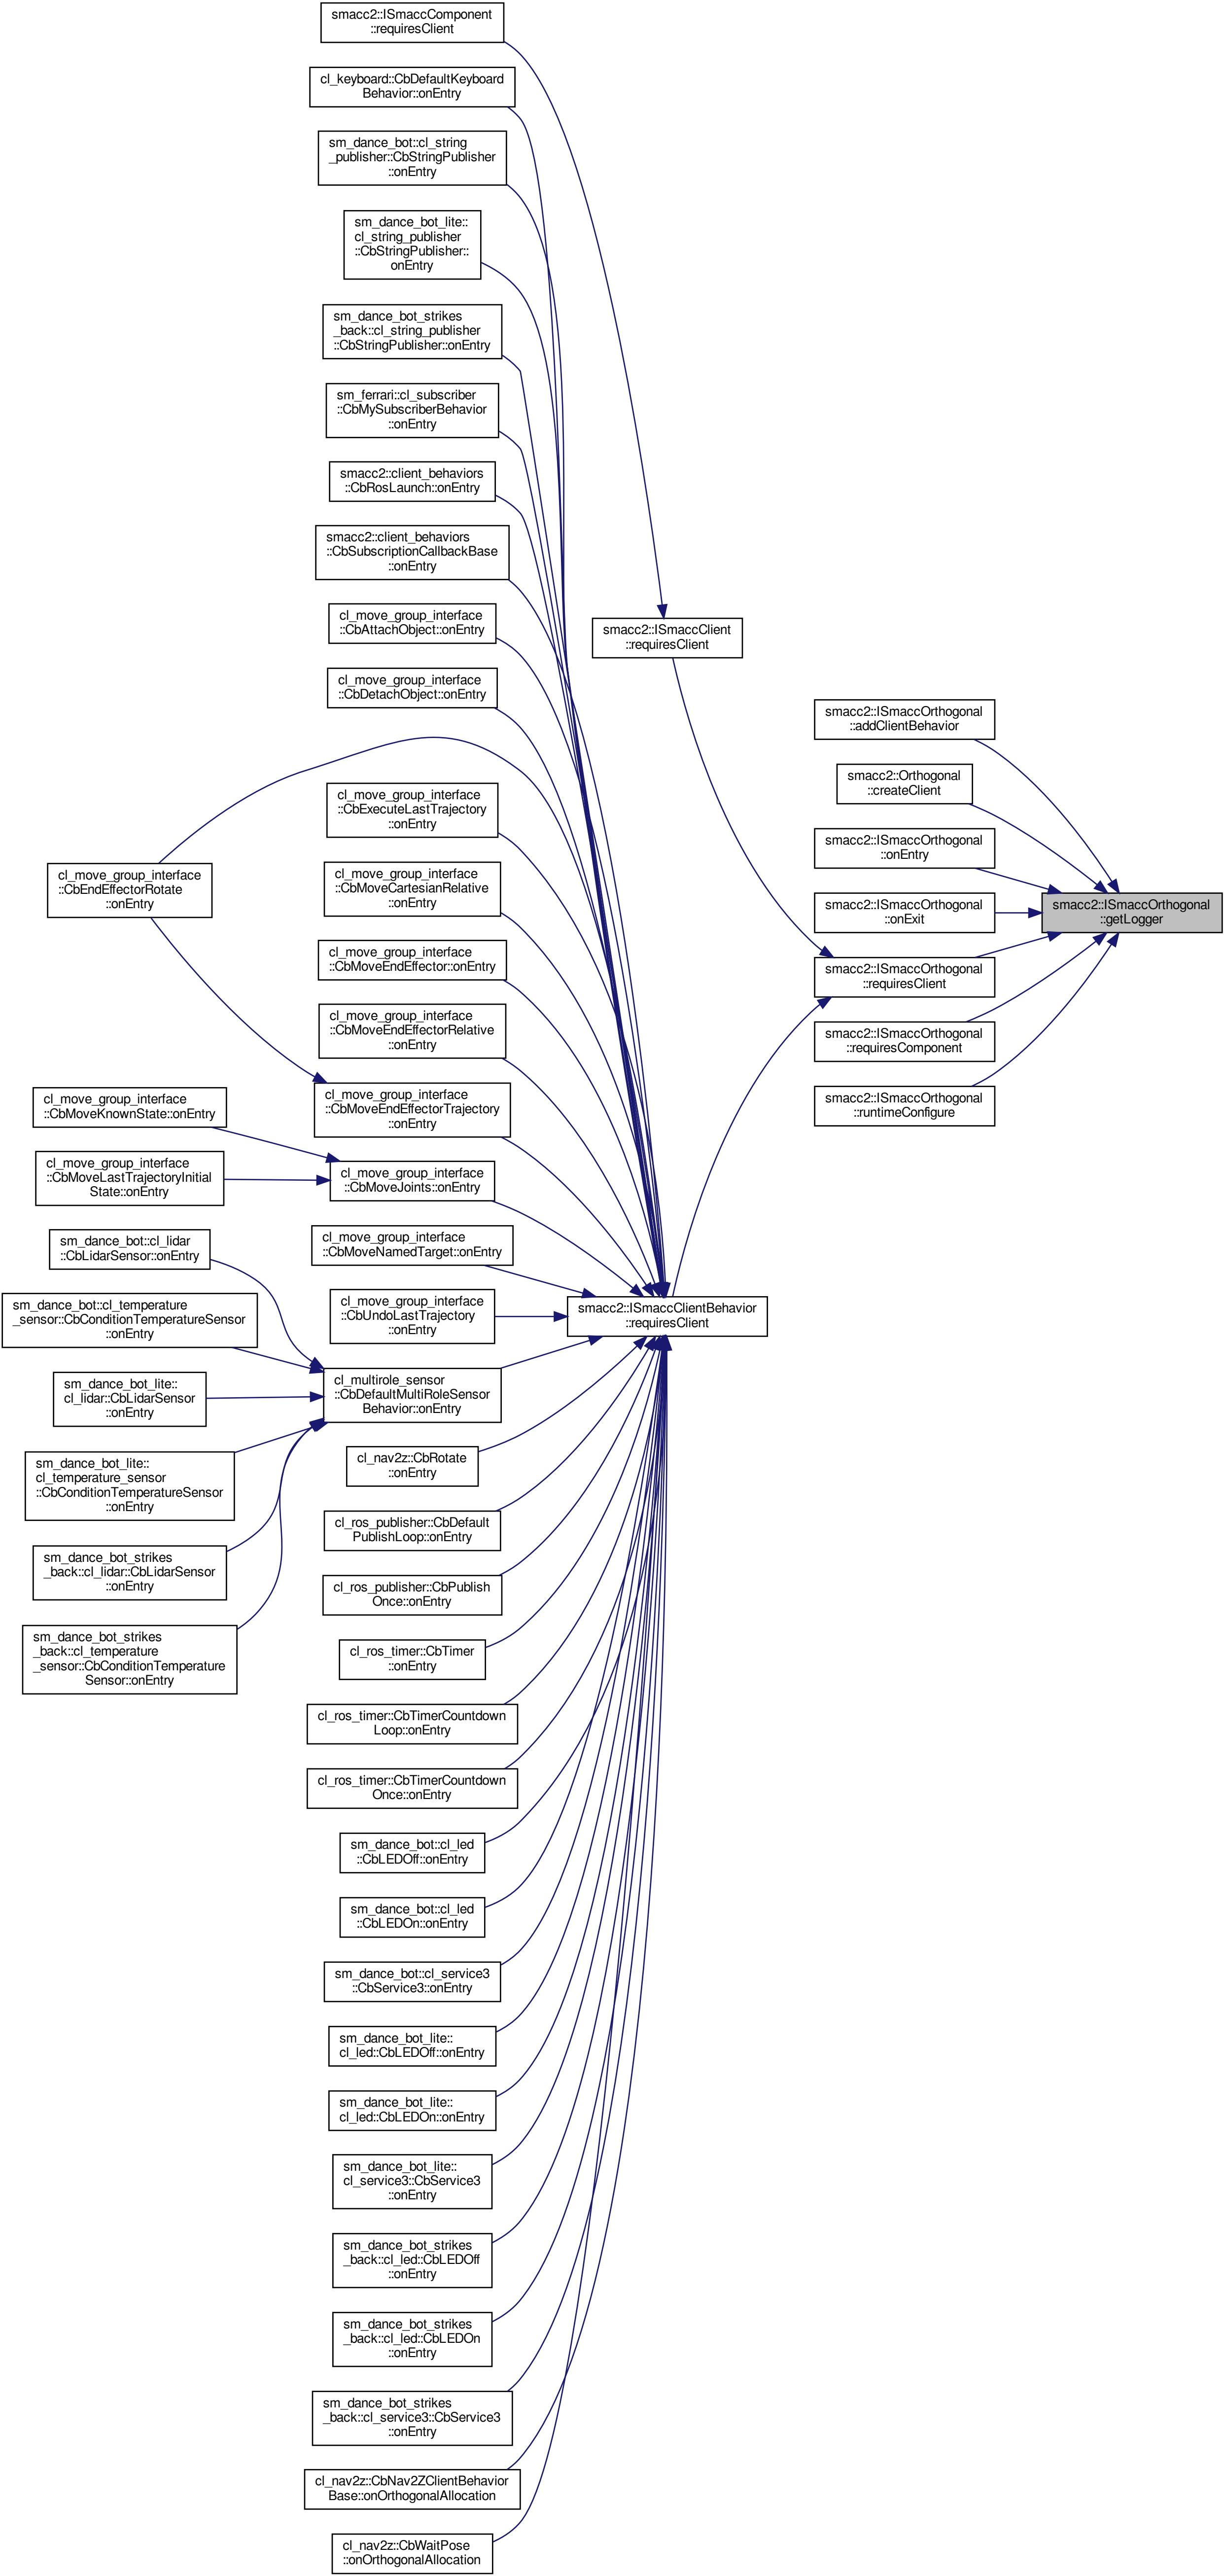 smacc2::ISmaccComponent
::requiresClient
cl_keyboard::CbDefaultKeyboard
Behavior::onEntry
sm_dance_bot::cl_string
_publisher::CbStringPublisher
::onEntry
sm_dance_bot_lite::
cl_string_publisher
::CbStringPublisher::
onEntry
sm_dance_bot_strikes
_back::cl_string_publisher
::CbStringPublisher::onEntry
sm_ferrari::cl_subscriber
::CbMySubscriberBehavior
::onEntry
smacc2::client_behaviors
::CbRosLaunch::onEntry
smacc2::client_behaviors
::CbSubscriptionCallbackBase
::onEntry
cl_move_group_interface
::CbAttachObject::onEntry
cl_move_group_interface
::CbDetachObject::onEntry
cl_move_group_interface
::CbExecuteLastTrajectory
::onEntry
cl_move_group_interface
::CbEndEffectorRotate
::onEntry
cl_move_group_interface
::CbMoveCartesianRelative
::onEntry
cl_move_group_interface
::CbMoveEndEffector::onEntry
cl_move_group_interface
::CbMoveEndEffectorRelative
::onEntry
cl_move_group_interface
::CbMoveEndEffectorTrajectory
::onEntry
cl_move_group_interface
::CbMoveKnownState::onEntry
cl_move_group_interface
::CbMoveLastTrajectoryInitial
State::onEntry
cl_move_group_interface
::CbMoveJoints::onEntry
cl_move_group_interface
::CbMoveNamedTarget::onEntry
cl_move_group_interface
::CbUndoLastTrajectory
::onEntry
sm_dance_bot::cl_lidar
::CbLidarSensor::onEntry
sm_dance_bot::cl_temperature
_sensor::CbConditionTemperatureSensor
::onEntry
sm_dance_bot_lite::
cl_lidar::CbLidarSensor
::onEntry
sm_dance_bot_lite::
cl_temperature_sensor
::CbConditionTemperatureSensor
::onEntry
sm_dance_bot_strikes
_back::cl_lidar::CbLidarSensor
::onEntry
sm_dance_bot_strikes
_back::cl_temperature
_sensor::CbConditionTemperature
Sensor::onEntry
cl_multirole_sensor
::CbDefaultMultiRoleSensor
Behavior::onEntry
cl_nav2z::CbRotate
::onEntry
cl_ros_publisher::CbDefault
PublishLoop::onEntry
cl_ros_publisher::CbPublish
Once::onEntry
cl_ros_timer::CbTimer
::onEntry
cl_ros_timer::CbTimerCountdown
Loop::onEntry
cl_ros_timer::CbTimerCountdown
Once::onEntry
sm_dance_bot::cl_led
::CbLEDOff::onEntry
sm_dance_bot::cl_led
::CbLEDOn::onEntry
sm_dance_bot::cl_service3
::CbService3::onEntry
sm_dance_bot_lite::
cl_led::CbLEDOff::onEntry
sm_dance_bot_lite::
cl_led::CbLEDOn::onEntry
sm_dance_bot_lite::
cl_service3::CbService3
::onEntry
sm_dance_bot_strikes
_back::cl_led::CbLEDOff
::onEntry
sm_dance_bot_strikes
_back::cl_led::CbLEDOn
::onEntry
sm_dance_bot_strikes
_back::cl_service3::CbService3
::onEntry
cl_nav2z::CbNav2ZClientBehavior
Base::onOrthogonalAllocation
cl_nav2z::CbWaitPose
::onOrthogonalAllocation
smacc2::ISmaccClient
::requiresClient
smacc2::ISmaccClientBehavior
::requiresClient
smacc2::ISmaccOrthogonal
::addClientBehavior
smacc2::Orthogonal
::createClient
smacc2::ISmaccOrthogonal
::onEntry
smacc2::ISmaccOrthogonal
::onExit
smacc2::ISmaccOrthogonal
::requiresClient
smacc2::ISmaccOrthogonal
::requiresComponent
smacc2::ISmaccOrthogonal
::runtimeConfigure
smacc2::ISmaccOrthogonal
::getLogger